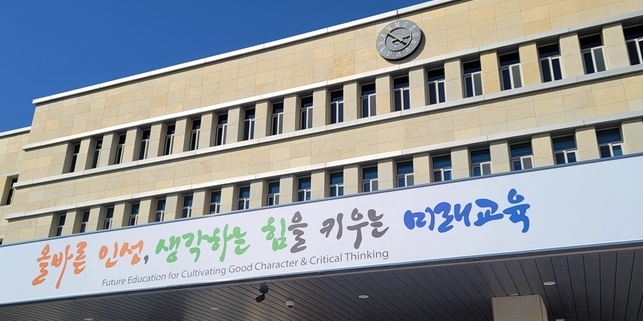 올바른 인성, 생각하는 힘을 키우는 미래교육
Future Education for Cultivating Good Character & Critical Thinking